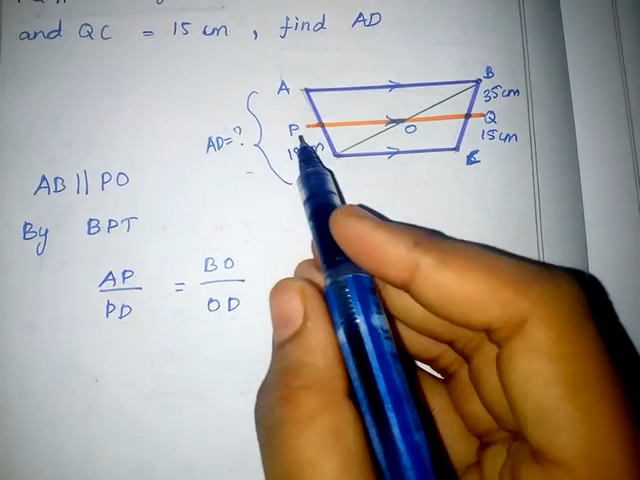 and QC = 15 cm, find AD
A
B
35cm
P
O
Q
15cm
AD=?
AB || PO
By BPT
AP/PD = BO/OD